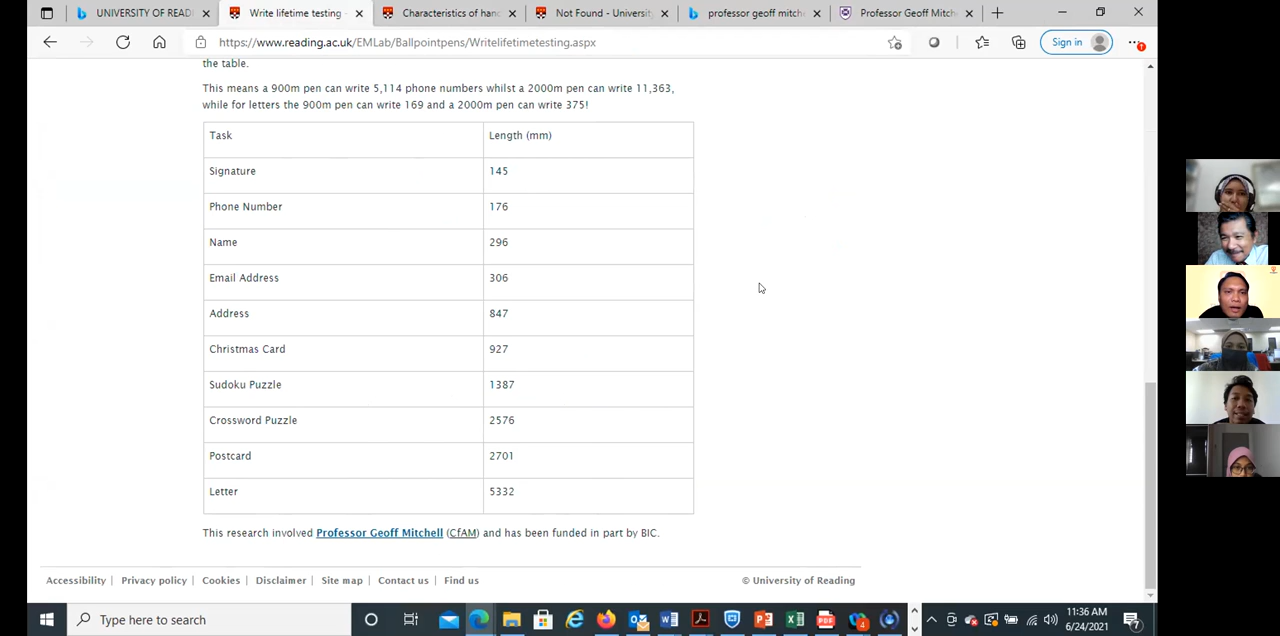 UNIVERSITY OF READ
Write lifetime testing -
Characteristics of hand
Not Found - Universit
professor geoff mitch
Professor Geoff Mitch
https://www.reading.ac.uk/EMLab/Ballpointpens/Writelifetimetesting.aspx
Sign in
the table.
This means a 900m pen can write 5,114 phone numbers whilst a 2000m pen can write 11,363,
while for letters the 900m pen can write 169 and a 2000m pen can write 375!
Task Length (mm)
Signature 145
Phone Number 176
Name 296
Email Address 306
Address 847
Christmas Card 927
Sudoku Puzzle 1387
Crossword Puzzle 2576
Postcard 2701
Letter 5332
This research involved Professor Geoff Mitchell (CfAM) and has been funded in part by BIC.
Accessibility | Privacy policy | Cookies | Disclaimer | Site map | Contact us | Find us
© University of Reading
Type here to search
11:36 AM
6/24/2021
7
4